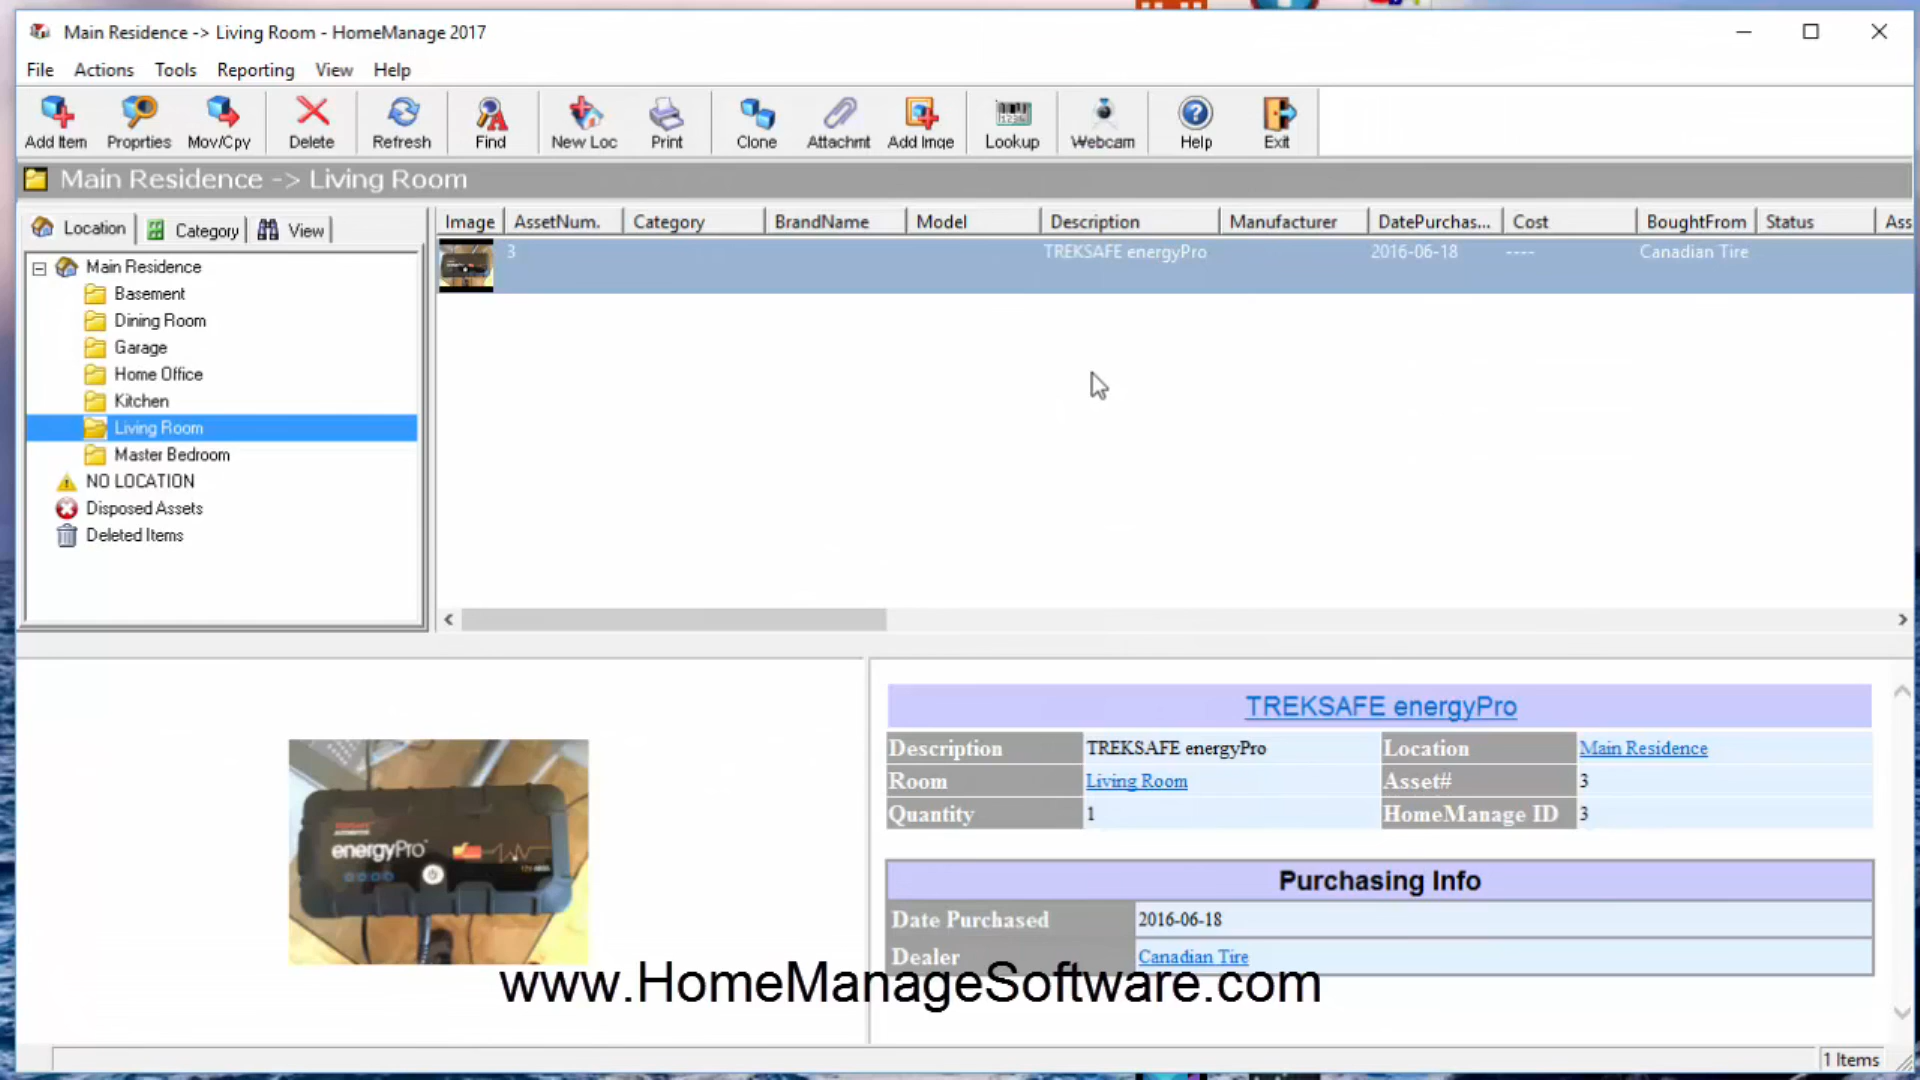 Main Residence -> Living Room - HomeManage 2017
File Actions Tools Reporting View Help
Add Item Proprties Mov/Cpy Delete Refresh Find New Loc Print Clone Attachmt Add Imge Lookup Webcam Help Exit
Main Residence -> Living Room
Location Category View
Image AssetNum. Category BrandName Model Description Manufacturer DatePurchas... Cost BoughtFrom Status Ass
3 TREKSAFE energyPro 2016-06-18 ---- Canadian Tire
Main Residence
Basement
Dining Room
Garage
Home Office
Kitchen
Living Room
Master Bedroom
NO LOCATION
Disposed Assets
Deleted Items
energyPro
TREKSAFE energyPro
Description TREKSAFE energyPro Location Main Residence
Room Living Room Asset# 3
Quantity 1 HomeManage ID 3
Purchasing Info
Date Purchased 2016-06-18
Dealer Canadian Tire
www.HomeManageSoftware.com
1 Items